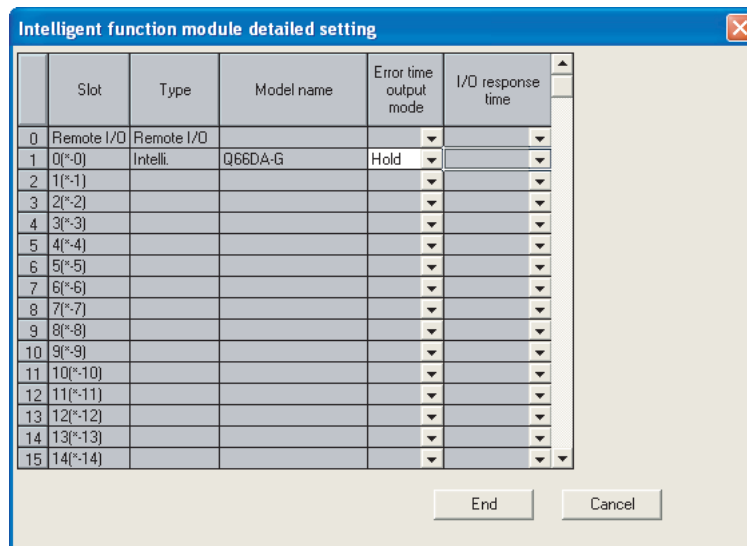 Intelligent function module detailed setting
Slot Type Model name Error time output mode I/O response time
0 Remote I/O Remote I/O
1 0(*-0) Intelli. Q66DA-G Hold
2 1(*-1)
3 2(*-2)
4 3(*-3)
5 4(*-4)
6 5(*-5)
7 6(*-6)
8 7(*-7)
9 8(*-8)
10 9(*-9)
11 10(*-10)
12 11(*-11)
13 12(*-12)
14 13(*-13)
15 14(*-14)
End Cancel